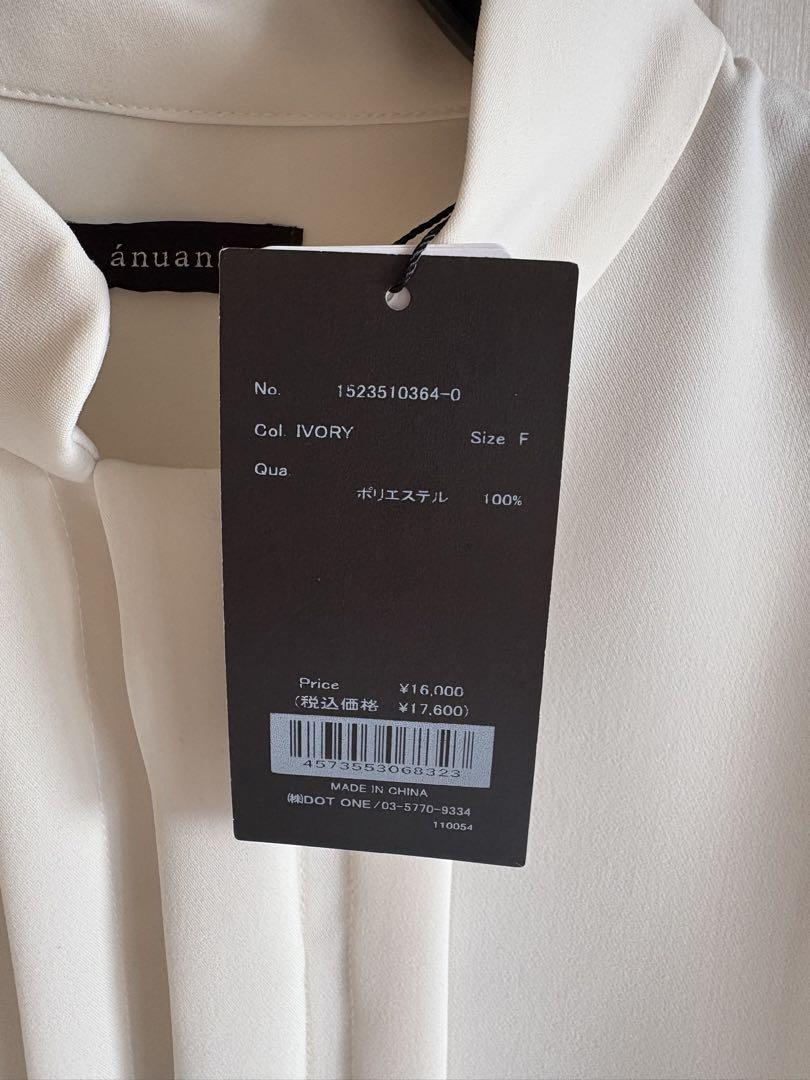 ánuan
No. 1523510364-0
Col. IVORY Size F
Qua.
ポリエステル 100%
Price ¥16,000
(税込価格 ¥17,600)
4573553068323
MADE IN CHINA
㈱DOT ONE/03-5770-9334
110054